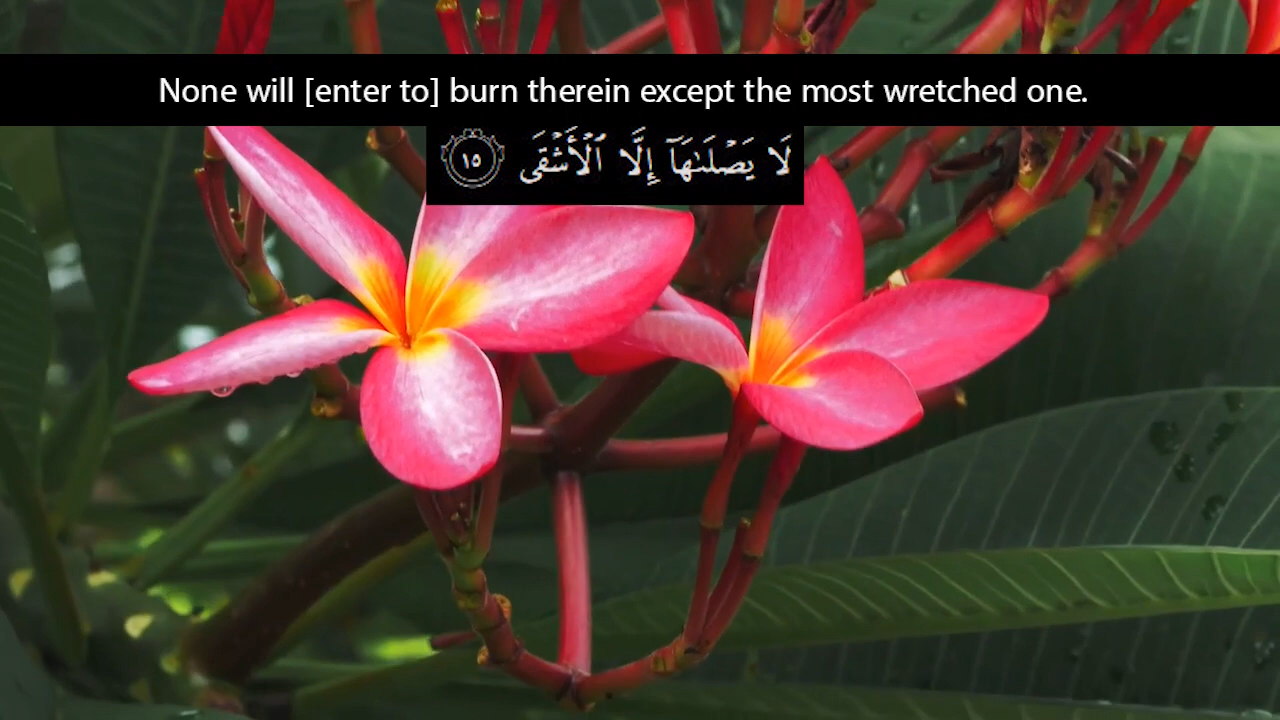 None will [enter to] burn therein except the most wretched one.
لَا يَصْلَىٰهَآ إِلَّا ٱلْأَشْقَى ١٥